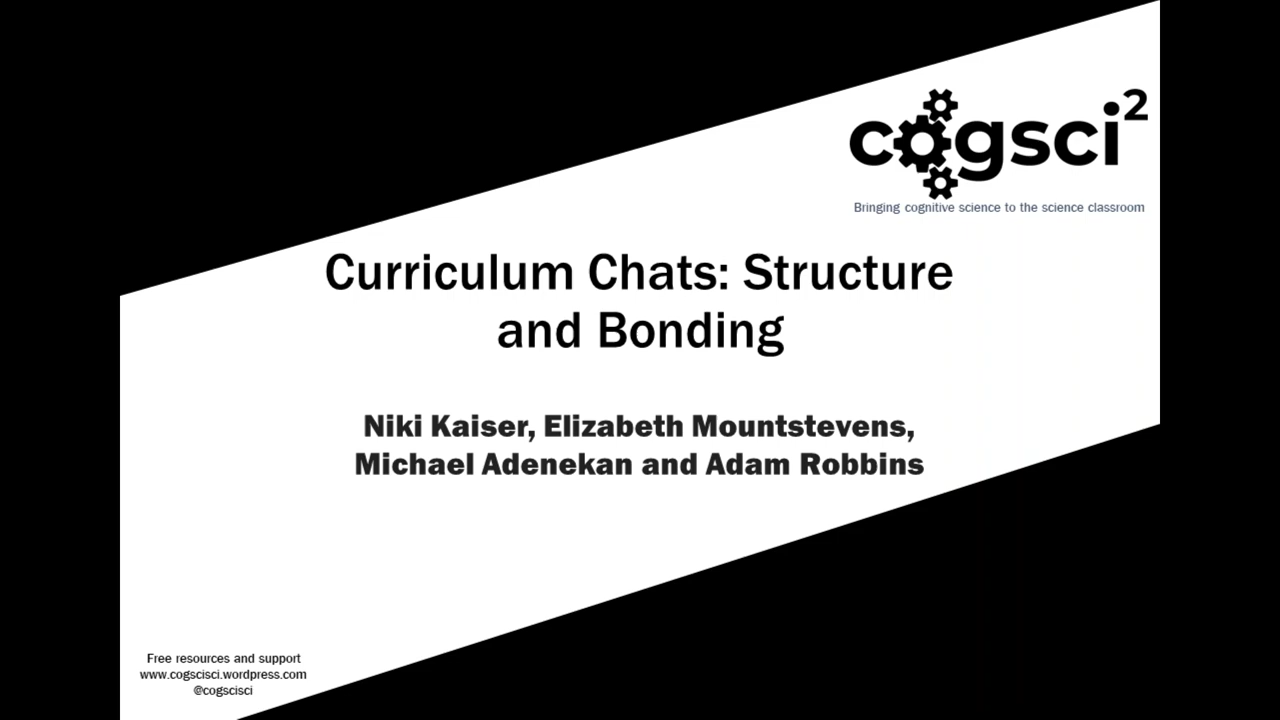 cogsci²
Bringing cognitive science to the science classroom
Curriculum Chats: Structure
and Bonding
Niki Kaiser, Elizabeth Mountstevens,
Michael Adenekan and Adam Robbins
Free resources and support
www.cogscisci.wordpress.com
@cogscisci